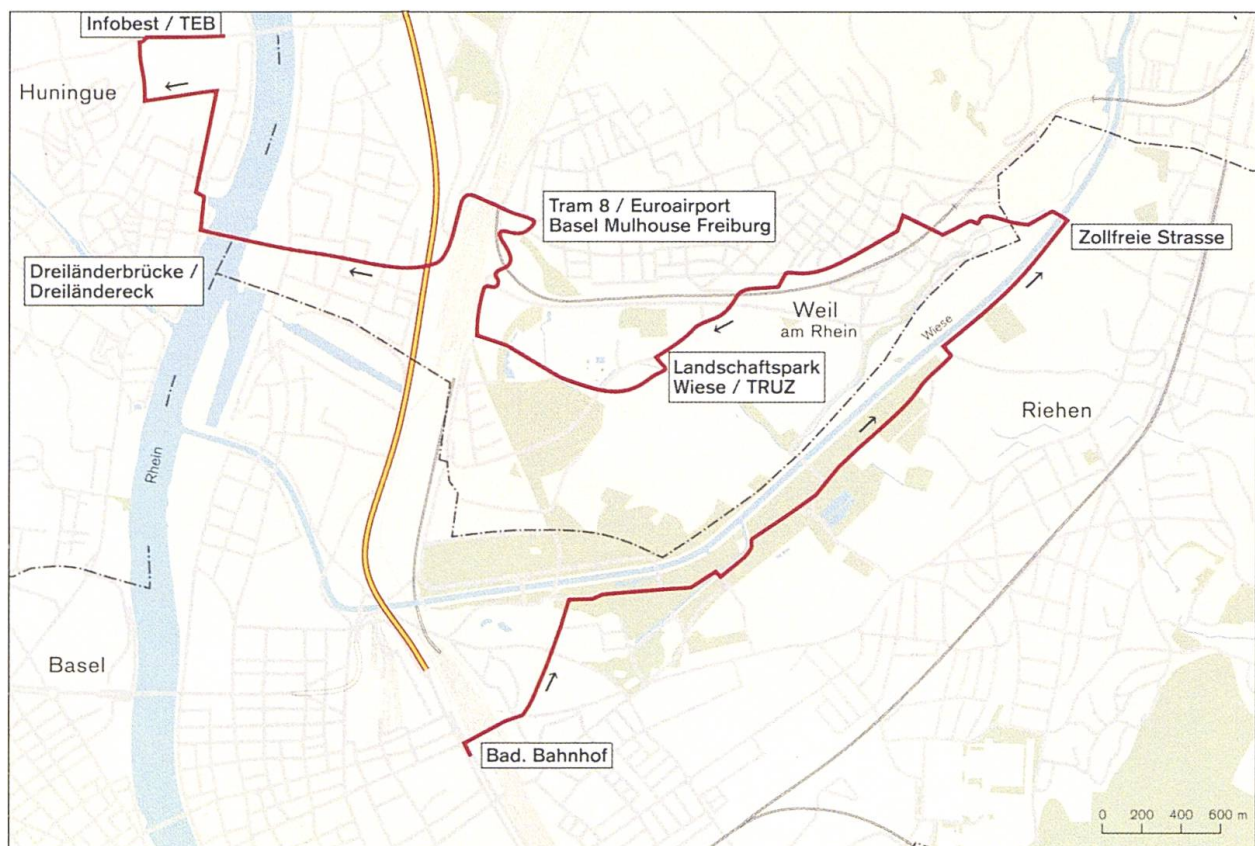 Infobest / TEB
Huningue
Tram 8 / Euroairport
Basel Mulhouse Freiburg
Zollfreie Strasse
Dreiländerbrücke /
Dreiländereck
Weil
am Rhein
Wiese
Landschaftspark
Wiese / TRUZ
Riehen
Rhein
Basel
Bad. Bahnhof
0 200 400 600 m